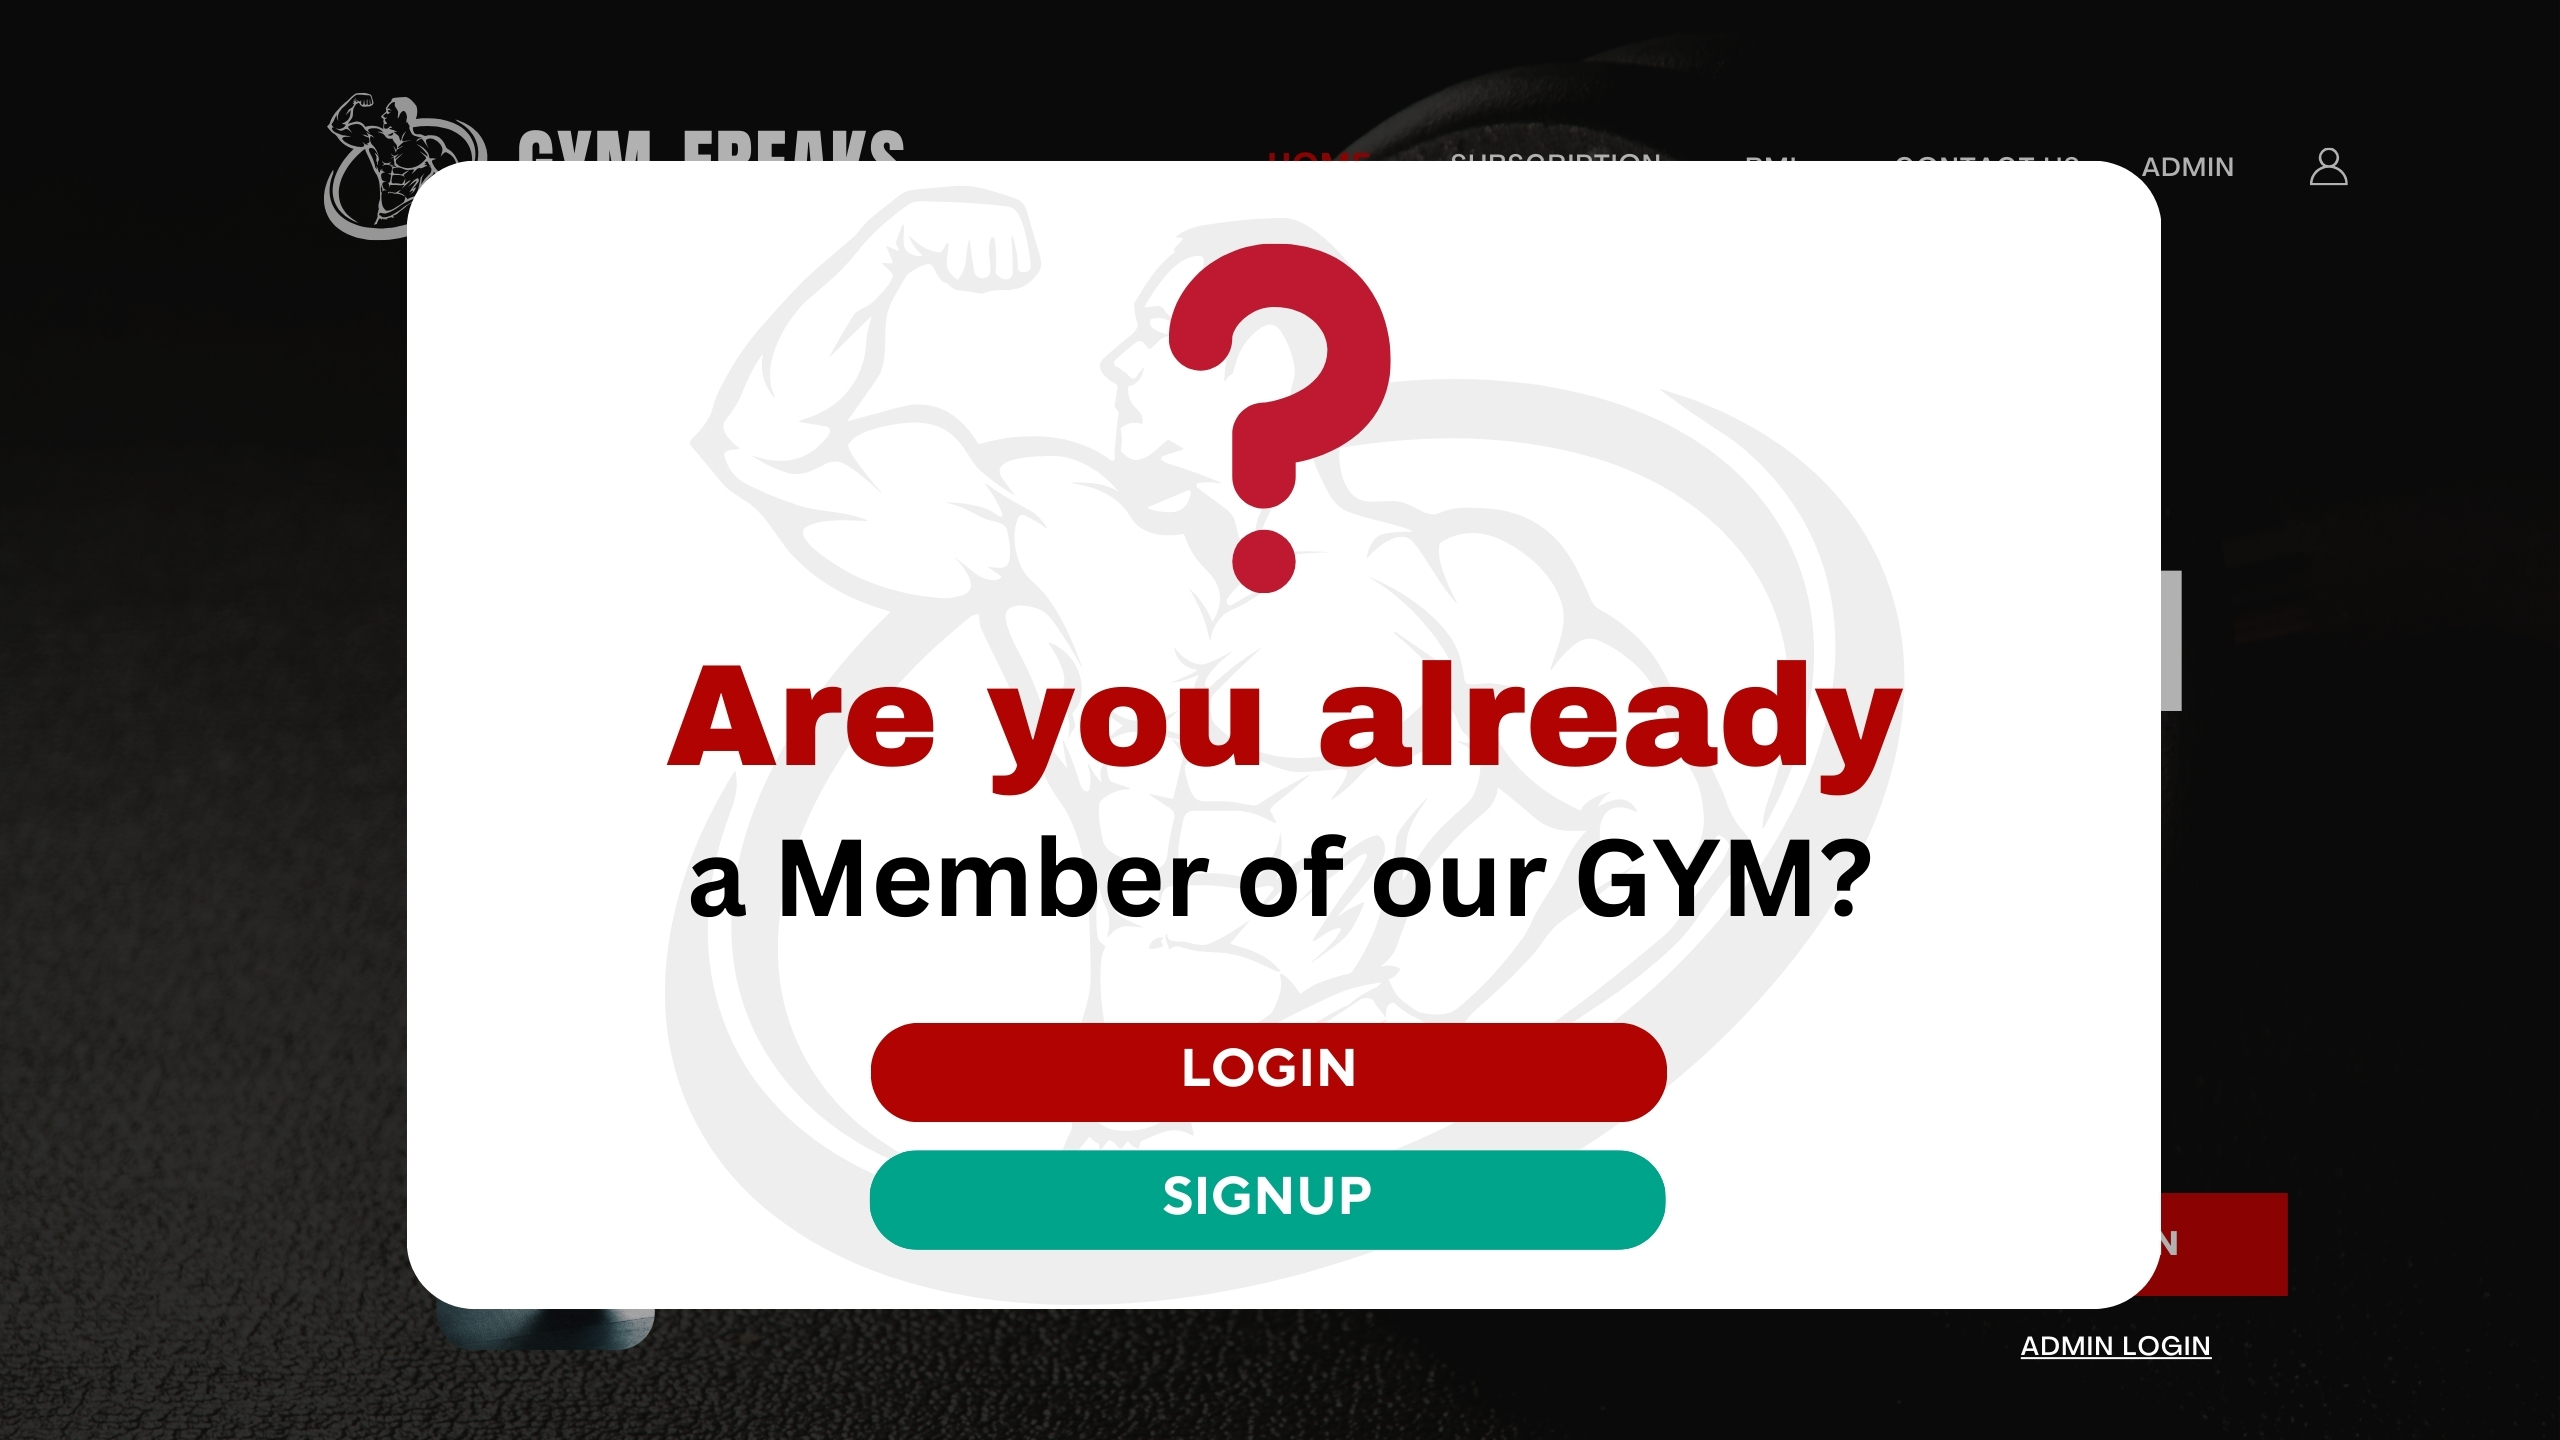 GYM FREAKS
HOME SUBSCRIPTION BMI CONTACT US ADMIN
?
Are you already
a Member of our GYM?
LOGIN
SIGNUP
N
ADMIN LOGIN